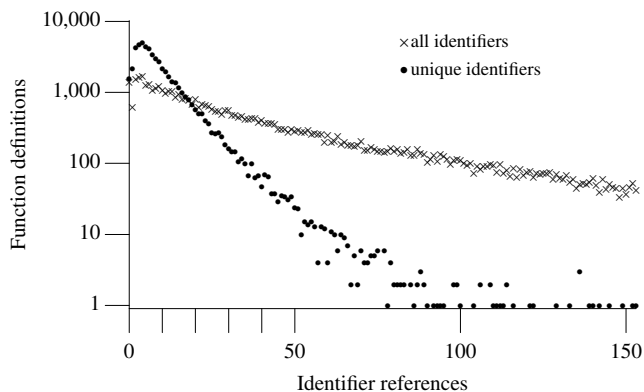 10,000
× all identifiers
• unique identifiers
1,000
100
10
1
Function definitions
0
50
100
150
Identifier references